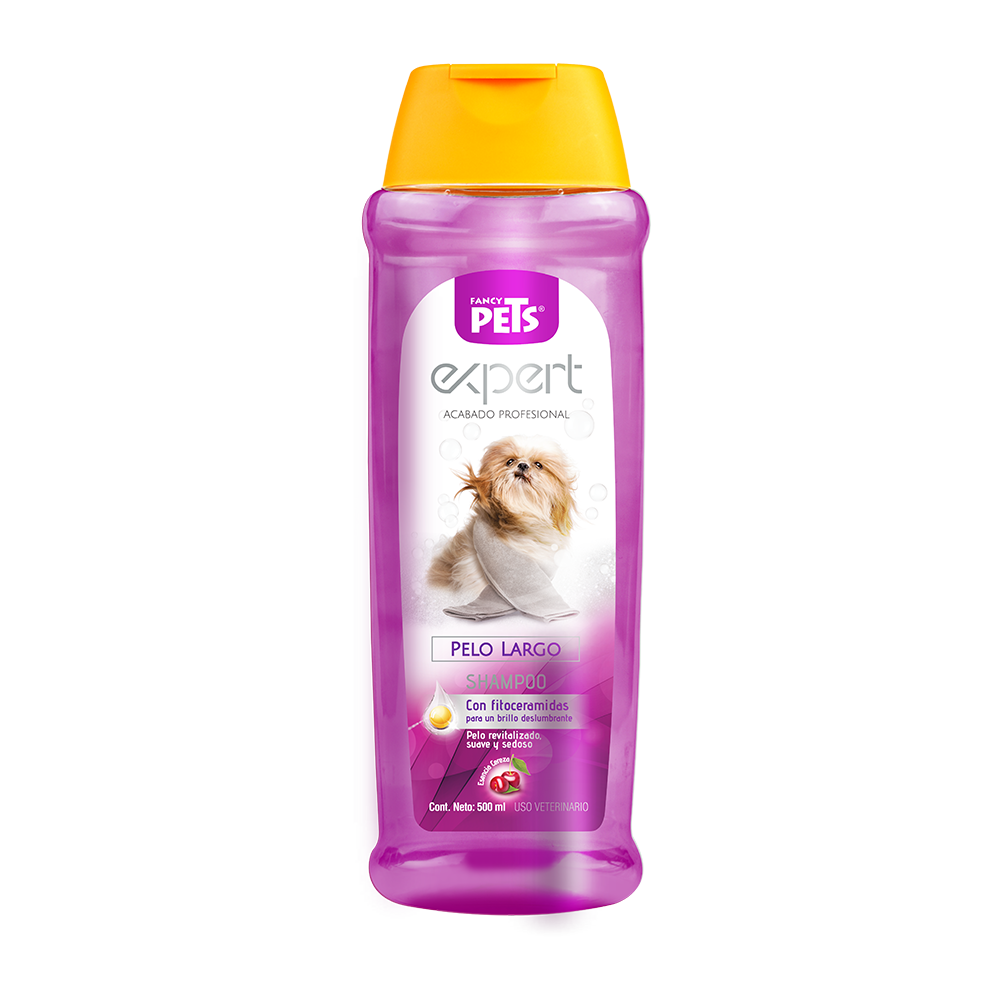 FANCY
PETS®
expert
ACABADO PROFESIONAL
PELO LARGO
SHAMPOO
Con fitoceramidas
para un brillo deslumbrante
Pelo revitalizado,
suave y sedoso
Esencia Cereza
Cont. Neto: 500 ml USO VETERINARIO